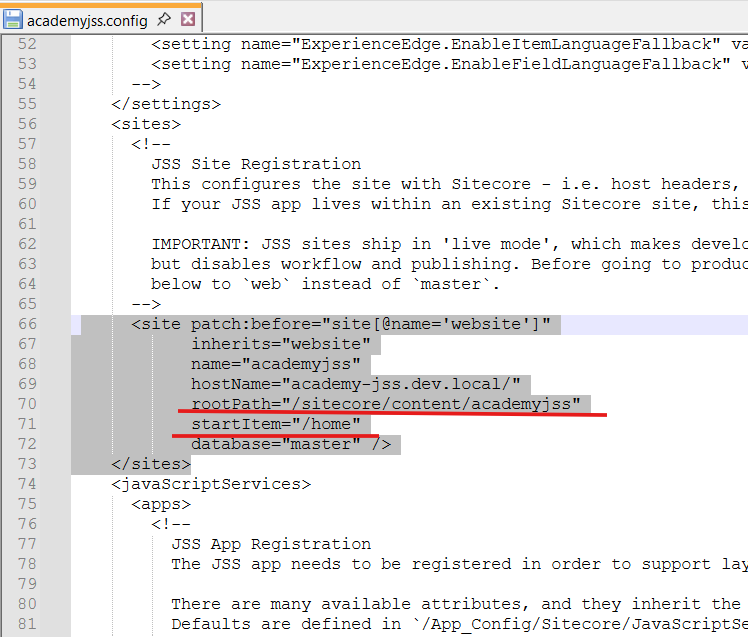 academyjss.config
52 <setting name="ExperienceEdge.EnableItemLanguageFallback" va
53 <setting name="ExperienceEdge.EnableFieldLanguageFallback" v
54 -->
55 </settings>
56 <sites>
57 <!--
58 JSS Site Registration
59 This configures the site with Sitecore - i.e. host headers,
60 If your JSS app lives within an existing Sitecore site, this
61
62 IMPORTANT: JSS sites ship in 'live mode', which makes develo
63 but disables workflow and publishing. Before going to produc
64 below to `web` instead of `master`.
65 -->
66 <site patch:before="site[@name='website']"
67 inherits="website"
68 name="academyjss"
69 hostName="academy-jss.dev.local/"
70 rootPath="/sitecore/content/academyjss"
71 startItem="/home"
72 database="master" />
73 </sites>
74 <javaScriptServices>
75 <apps>
76 <!--
77 JSS App Registration
78 The JSS app needs to be registered in order to support lay
79
80 There are many available attributes, and they inherit the
81 Defaults are defined in `/App_Config/Sitecore/JavaScriptSe